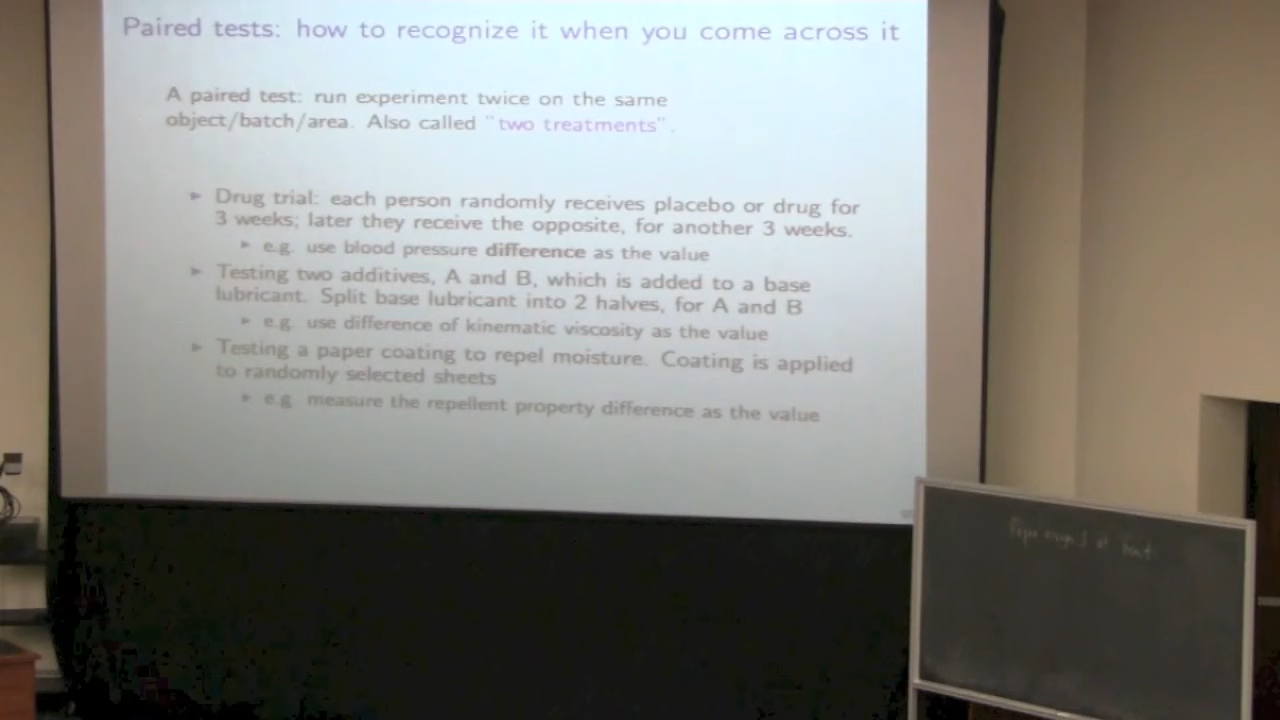 Paired tests: how to recognize it when you come across it
A paired test: run experiment twice on the same
object/batch/area. Also called "two treatments".
► Drug trial: each person randomly receives placebo or drug for
3 weeks; later they receive the opposite, for another 3 weeks.
► e.g. use blood pressure difference as the value
► Testing two additives, A and B, which is added to a base
lubricant. Split base lubricant into 2 halves, for A and B
► e.g. use difference of kinematic viscosity as the value
► Testing a paper coating to repel moisture. Coating is applied
to randomly selected sheets
► e.g. measure the repellent property difference as the value